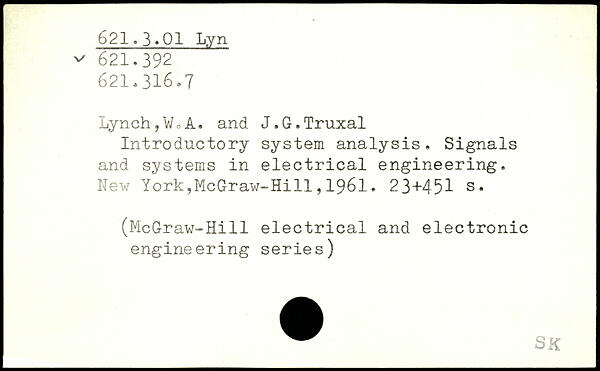 621.3.01 Lyn
✓ 621.392
621.316.7
Lynch,W.A. and J.G.Truxal
Introductory system analysis. Signals
and systems in electrical engineering.
New York,McGraw-Hill,1961. 23+451 s.
(McGraw-Hill electrical and electronic
engineering series)
SK